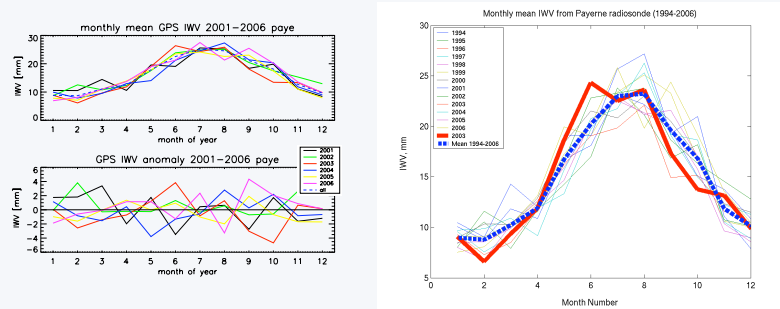 monthly mean GPS IWV 2001-2006 paye
IWV [mm]
30
20
10
0
1 2 3 4 5 6 7 8 9 10 11 12
month of year
GPS IWV anomaly 2001-2006 paye
IWV [mm]
6
4
2
0
-2
-4
-6
1 2 3 4 5 6 7 8 9 10 11 12
month of year
2001
2002
2003
2004
2005
2006
all
Monthly mean IWV from Payerne radiosonde (1994-2006)
IWV, mm
30
25
20
15
10
5
0 2 4 6 8 10 12
Month Number
1994
1995
1996
1997
1998
1999
2000
2001
2002
2003
2004
2005
2006
2003
Mean 1994-2006